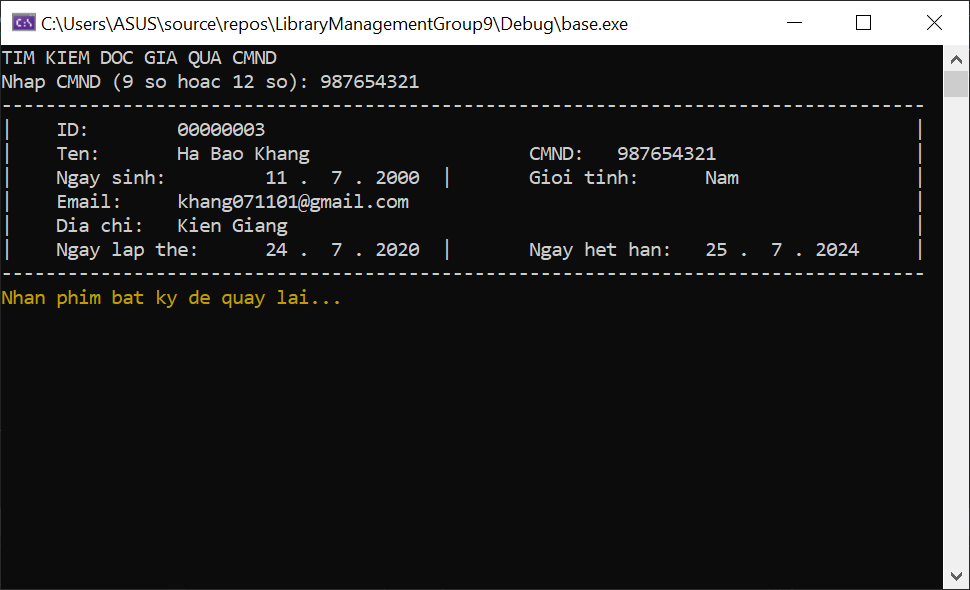 C:\Users\ASUS\source\repos\LibraryManagementGroup9\Debug\base.exe
TIM KIEM DOC GIA QUA CMND
Nhap CMND (9 so hoac 12 so): 987654321
------------------------------------------------------------------------------------
|    ID:        00000003                                                           |
|    Ten:       Ha Bao Khang                    CMND:   987654321                  |
|    Ngay sinh:         11 .  7 . 2000  |       Gioi tinh:      Nam                |
|    Email:     khang071101@gmail.com                                              |
|    Dia chi:   Kien Giang                                                         |
|    Ngay lap the:      24 .  7 . 2020  |       Ngay het han:   25 .  7 . 2024     |
------------------------------------------------------------------------------------
Nhan phim bat ky de quay lai...